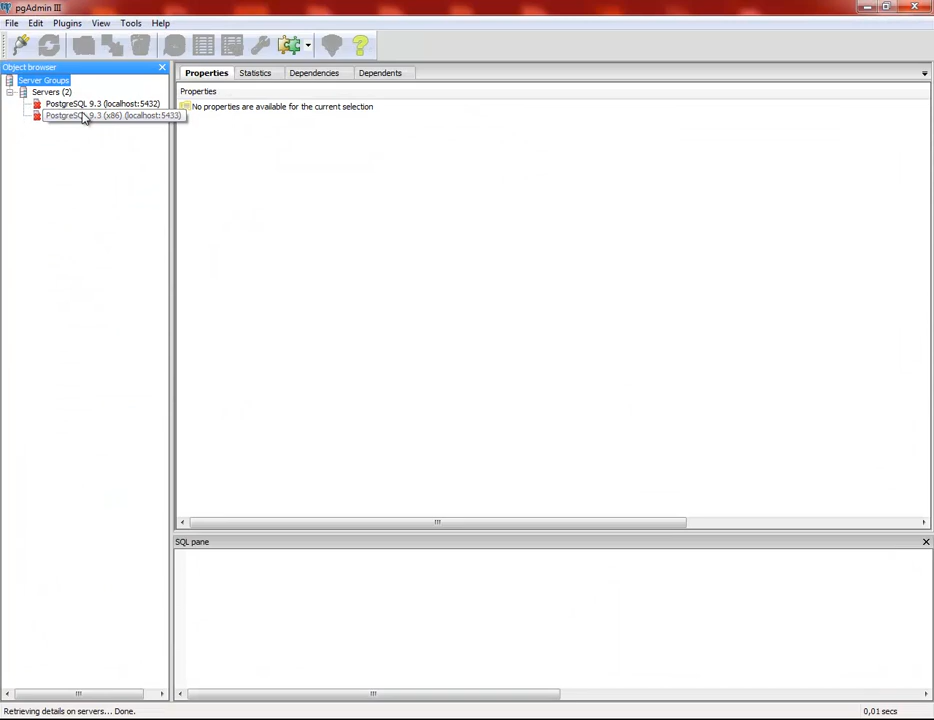 pgAdmin III
File Edit Plugins View Tools Help
Object browser
Server Groups
Servers (2)
PostgreSQL 9.3 (localhost:5432)
PostgreSQL 9.3 (x86) (localhost:5433)
Properties Statistics Dependencies Dependents
Properties
No properties are available for the current selection
SQL pane
Retrieving details on servers... Done. 0,01 secs